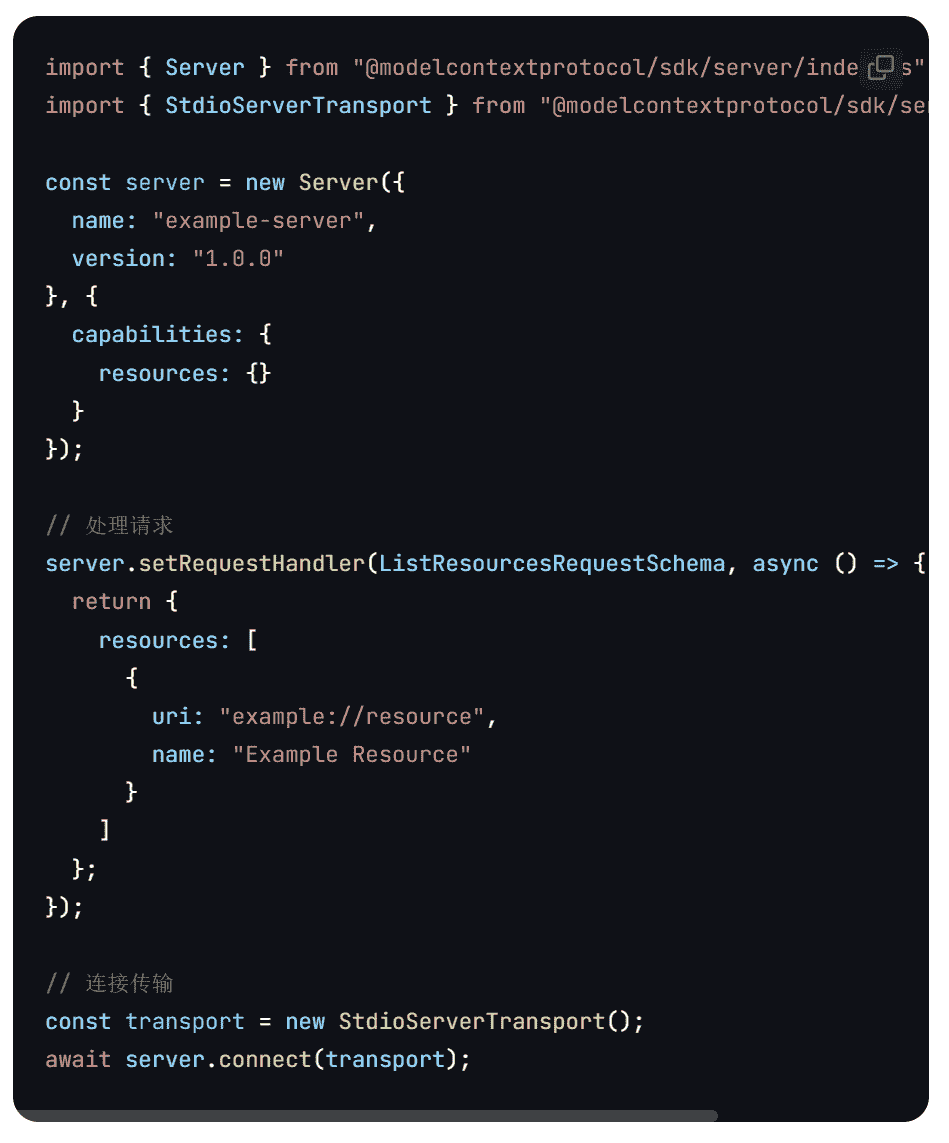 import { Server } from "@modelcontextprotocol/sdk/server/inde s"
import { StdioServerTransport } from "@modelcontextprotocol/sdk/se
const server = new Server({
  name: "example-server",
  version: "1.0.0"
}, {
  capabilities: {
    resources: {}
  }
});
// 处理请求
server.setRequestHandler(ListResourcesRequestSchema, async () => {
  return {
    resources: [
      {
        uri: "example://resource",
        name: "Example Resource"
      }
    ]
  };
});
// 连接传输
const transport = new StdioServerTransport();
await server.connect(transport);